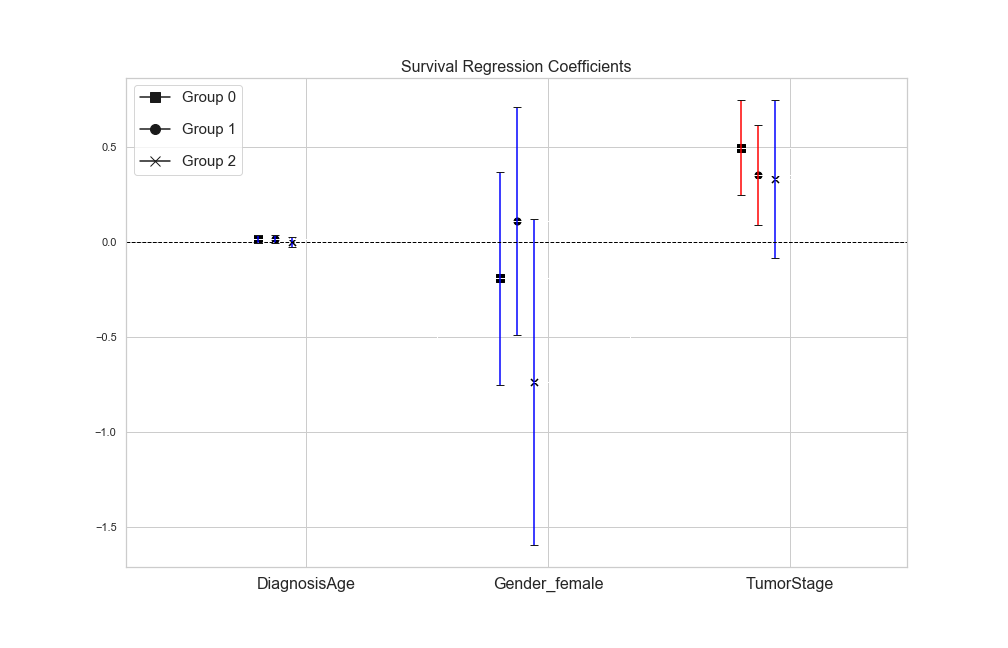 Survival Regression Coefficients
Group 0
Group 1
Group 2
0.5
0.0
−0.5
−1.0
−1.5
DiagnosisAge
Gender_female
TumorStage